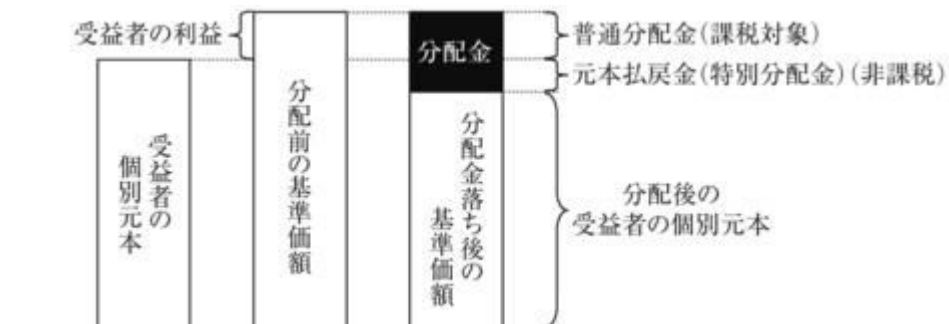 受益者の利益
分配金
普通分配金(課税対象)
元本払戻金(特別分配金)(非課税)
受益者の
個別元本
分配前の基準価額
分配金落ち後の
基準価額
分配後の
受益者の個別元本